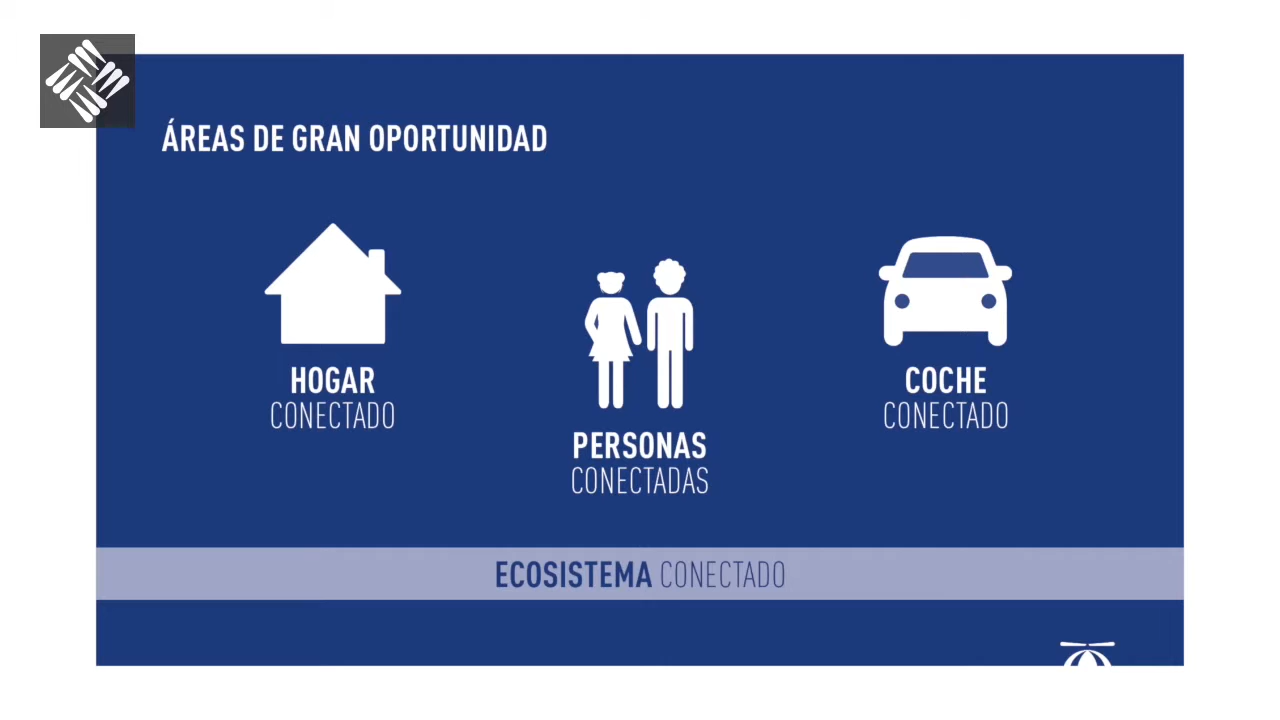 ÁREAS DE GRAN OPORTUNIDAD
HOGAR
CONECTADO
PERSONAS
CONECTADAS
COCHE
CONECTADO
ECOSISTEMA CONECTADO